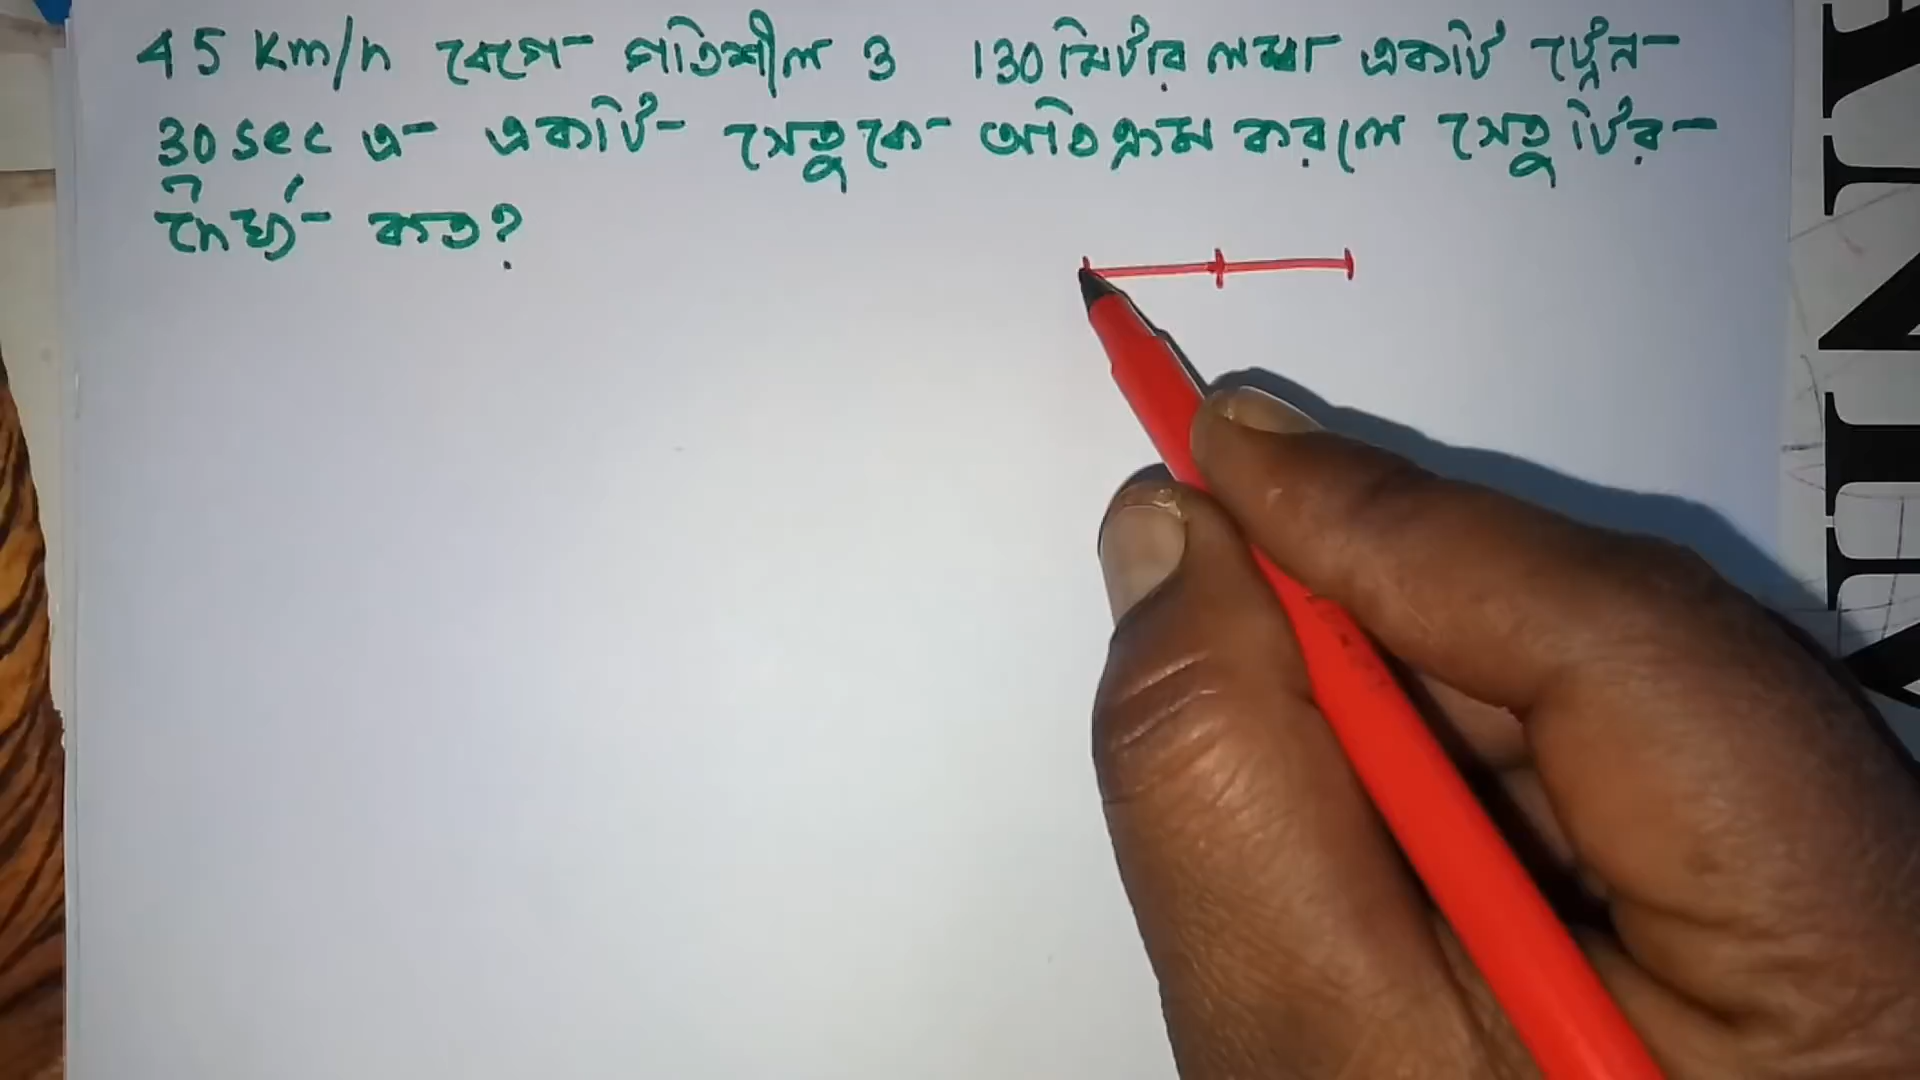 45 Km/h বেগে গতিশীল ও 130 মিটার লম্বা একটি ট্রেন
30 sec এ একটি সেতুকে অতিক্রম করলে সেতুটির
দৈর্ঘ্য কত?